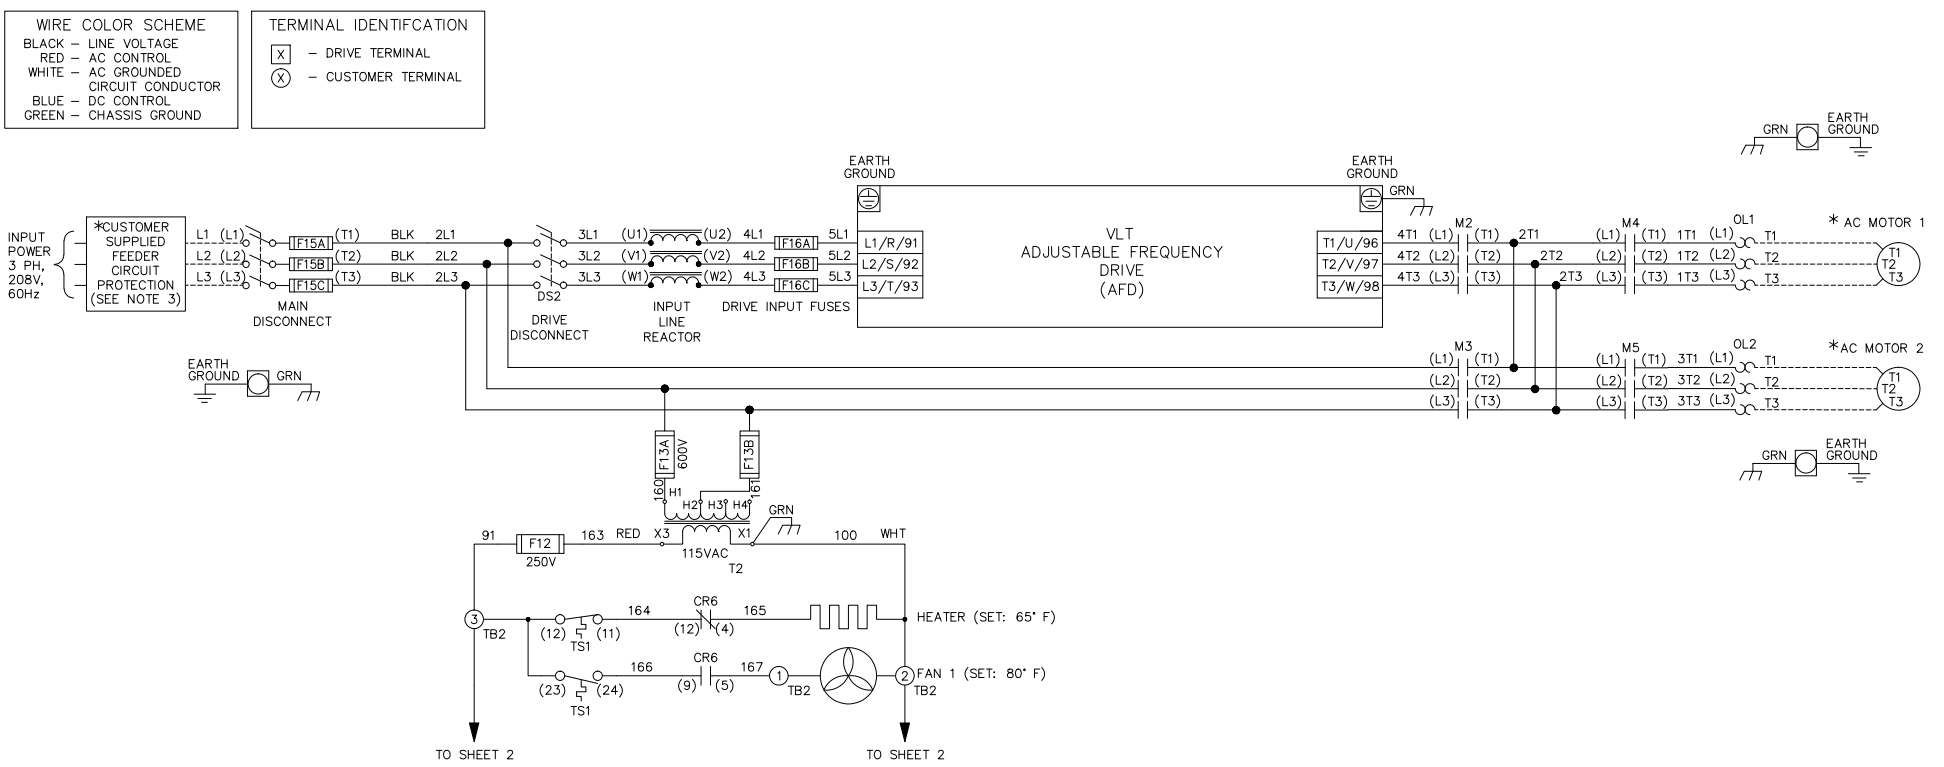 WIRE COLOR SCHEME
BLACK – LINE VOLTAGE
RED – AC CONTROL
WHITE – AC GROUNDED
CIRCUIT CONDUCTOR
BLUE – DC CONTROL
GREEN – CHASSIS GROUND
TERMINAL IDENTIFCATION
X – DRIVE TERMINAL
X – CUSTOMER TERMINAL
GRN
EARTH
GROUND
EARTH
GROUND
EARTH
GROUND
GRN
INPUT
POWER
3 PH,
208V,
60Hz
*CUSTOMER
SUPPLIED
FEEDER
CIRCUIT
PROTECTION
(SEE NOTE 3)
L1 (L1) F15A (T1) BLK 2L1 3L1 (U1) (U2) 4L1 F16A 5L1 L1/R/91
L2 (L2) F15B (T2) BLK 2L2 3L2 (V1) (V2) 4L2 F16B 5L2 L2/S/92
L3 (L3) F15C (T3) BLK 2L3 3L3 (W1) (W2) 4L3 F16C 5L3 L3/T/93
MAIN
DISCONNECT
DS2
DRIVE
DISCONNECT
INPUT
LINE
REACTOR
DRIVE INPUT FUSES
VLT
ADJUSTABLE FREQUENCY
DRIVE
(AFD)
M2 M4 OL1 * AC MOTOR 1
T1/U/96 4T1 (L1) (T1) 2T1 (L1) (T1) 1T1 (L1) T1 T1
T2/V/97 4T2 (L2) (T2) 2T2 (L2) (T2) 1T2 (L2) T2 T2
T3/W/98 4T3 (L3) (T3) 2T3 (L3) (T3) 1T3 (L3) T3 T3
M3 M5 OL2 *AC MOTOR 2
(L1) (T1) (L1) (T1) 3T1 (L1) T1 T1
(L2) (T2) (L2) (T2) 3T2 (L2) T2 T2
(L3) (T3) (L3) (T3) 3T3 (L3) T3 T3
EARTH
GROUND
GRN
GRN
EARTH
GROUND
F13A
600V
F13B
160
161
H1 H2 H3 H4
GRN
91 F12 163 RED X3 X1 100 WHT
250V
115VAC
T2
3
TB2
(12) (11)
TS1
164 CR6 165
(12) (4)
HEATER (SET: 65° F)
(23) (24)
TS1
166 CR6 167
(9) (5)
1
TB2
2
TB2
FAN 1 (SET: 80° F)
TO SHEET 2
TO SHEET 2